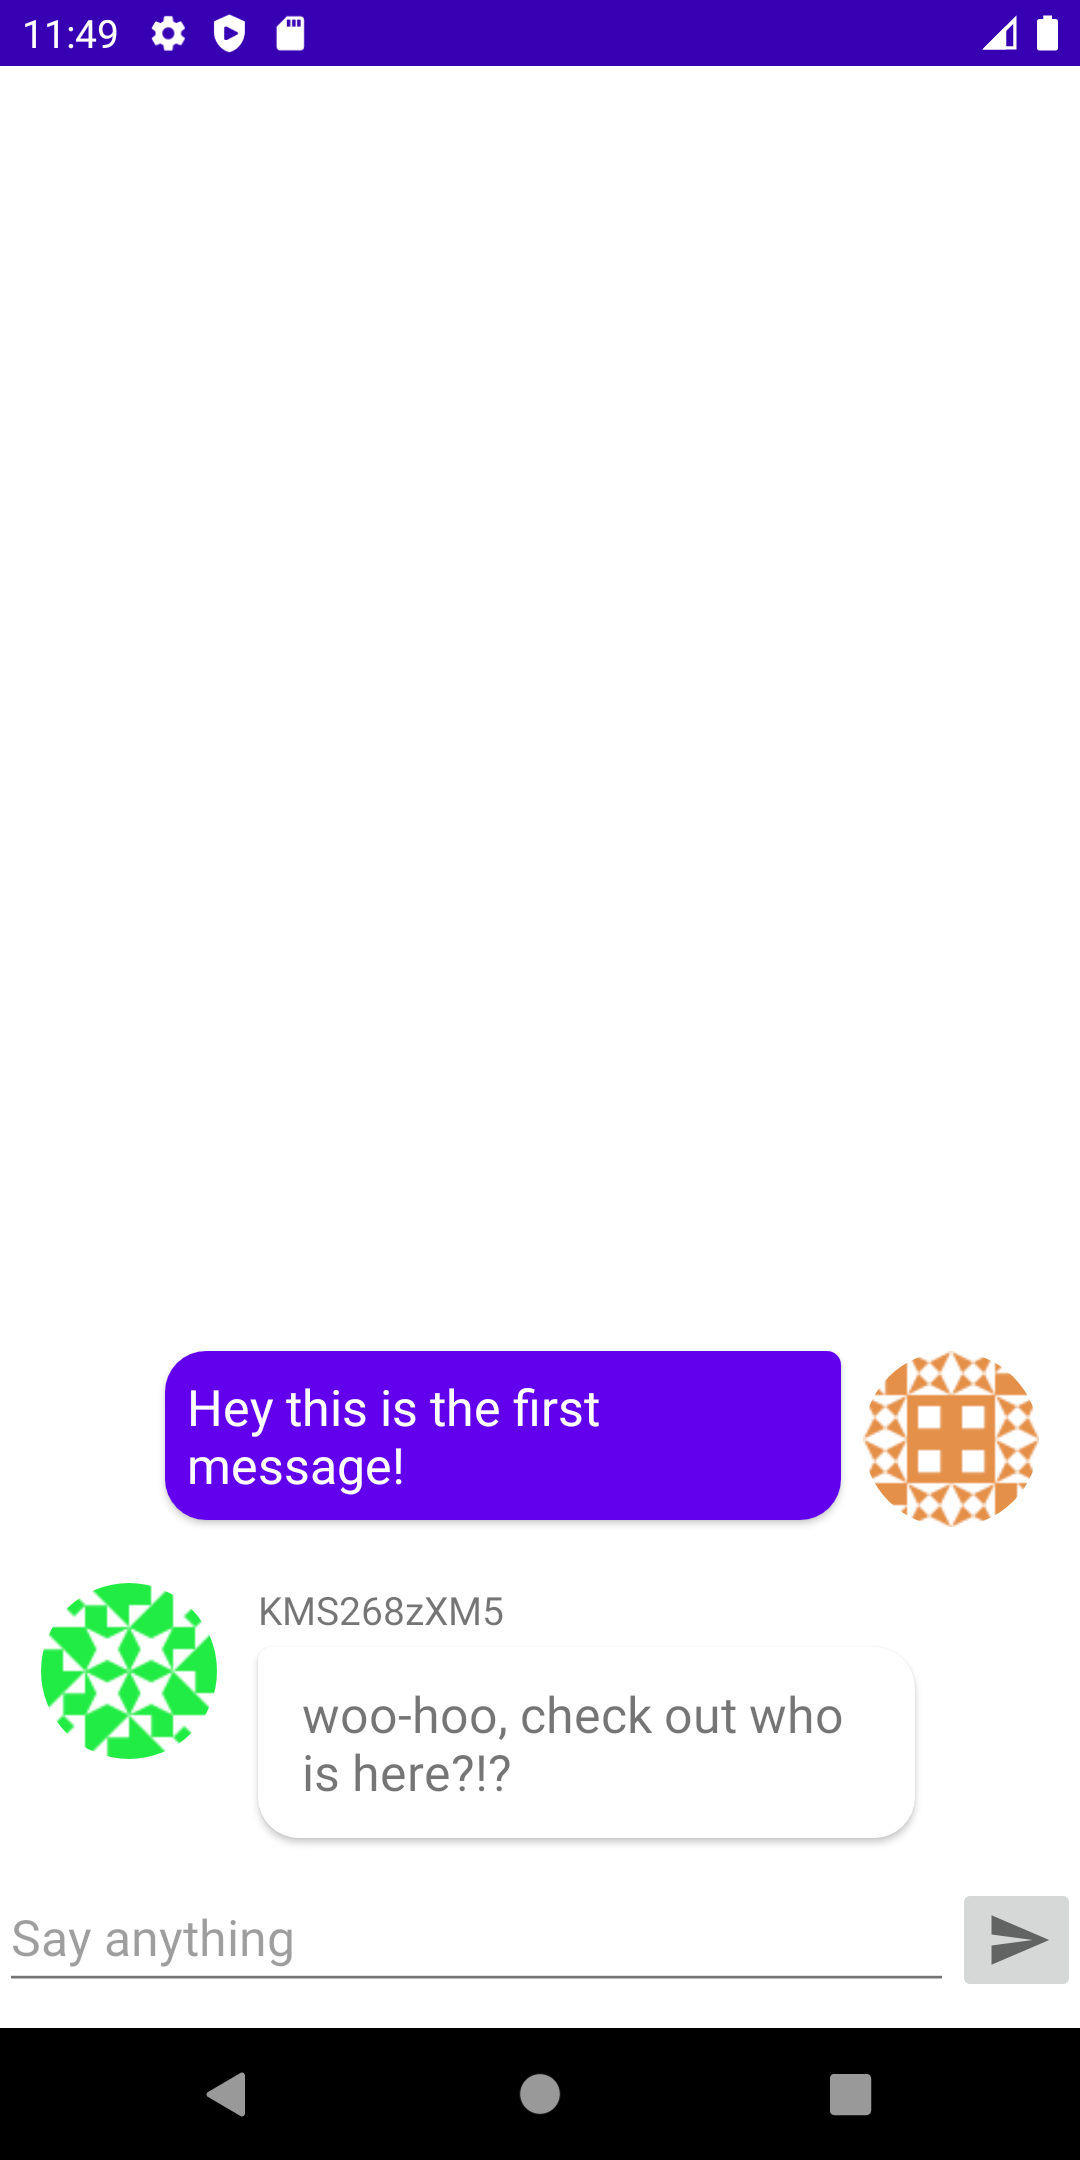 11:49
Hey this is the first
message!
KMS268zXM5
woo-hoo, check out who
is here?!?
Say anything